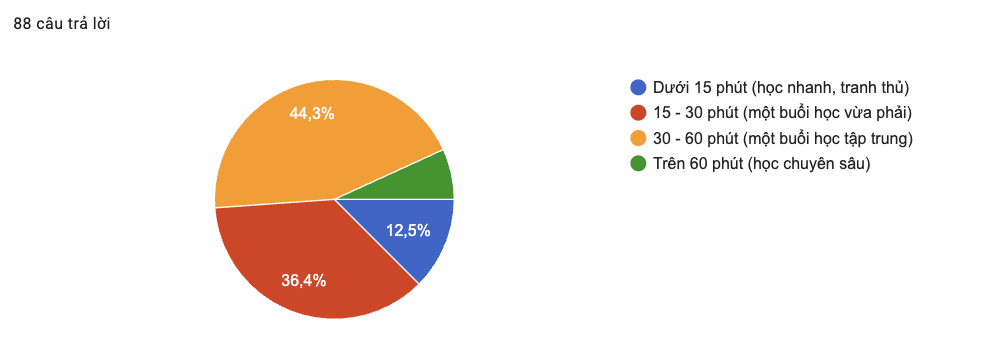 88 câu trả lời
Dưới 15 phút (học nhanh, tranh thủ)
15 - 30 phút (một buổi học vừa phải)
30 - 60 phút (một buổi học tập trung)
Trên 60 phút (học chuyên sâu)
44,3%
12,5%
36,4%